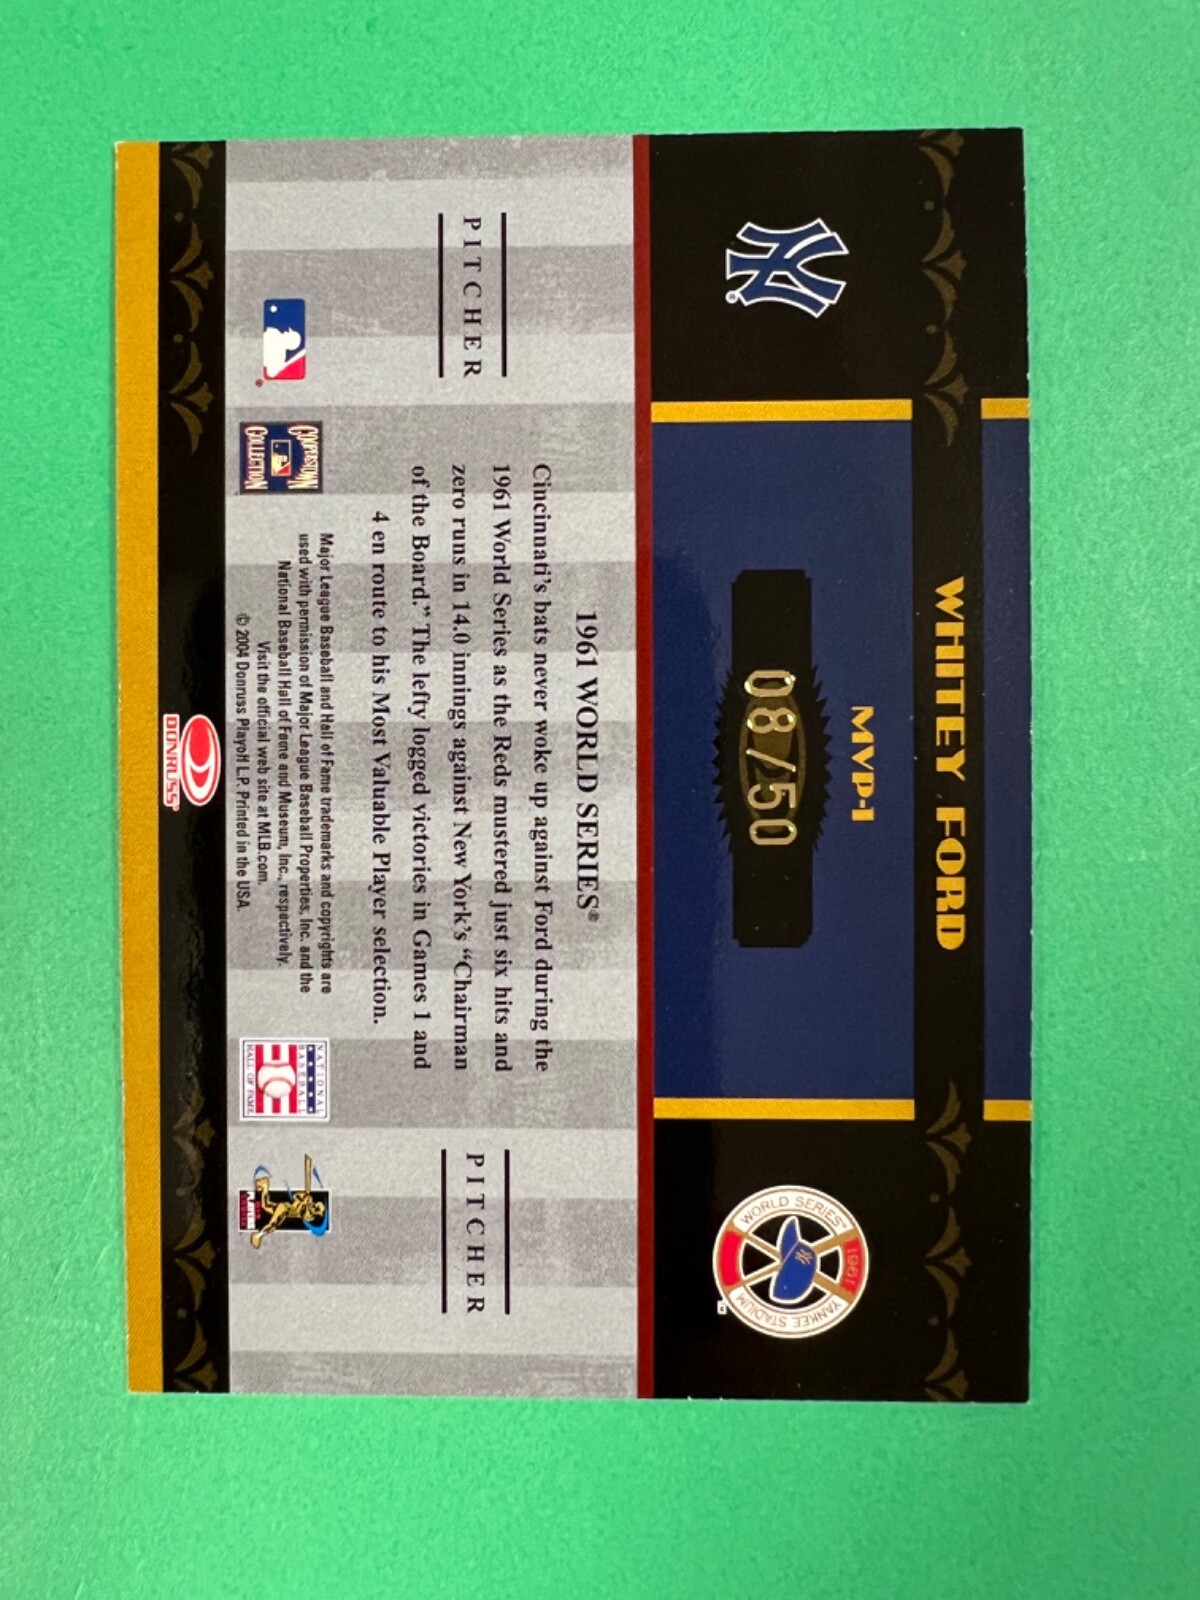 WHITEY FORD
MVP-1
08/50
WORLD SERIES
1961
YANKEE STADIUM
1961 WORLD SERIES®
Cincinnati's bats never woke up against Ford during the
1961 World Series as the Reds mustered just six hits and
zero runs in 14.0 innings against New York's “Chairman
of the Board.” The lefty logged victories in Games 1 and
4 en route to his Most Valuable Player selection.
PITCHER
PITCHER
COOPERSTOWN
COLLECTION
Major League Baseball and Hall of Fame trademarks and copyrights are
used with permission of Major League Baseball Properties, Inc. and the
National Baseball Hall of Fame and Museum, Inc., respectively.
Visit the official web site at MLB.com.
© 2004 Donruss Playoff L.P. Printed in the USA.
NATIONAL
BASEBALL
HALL OF FAME
PLAYERS
DONRUSS